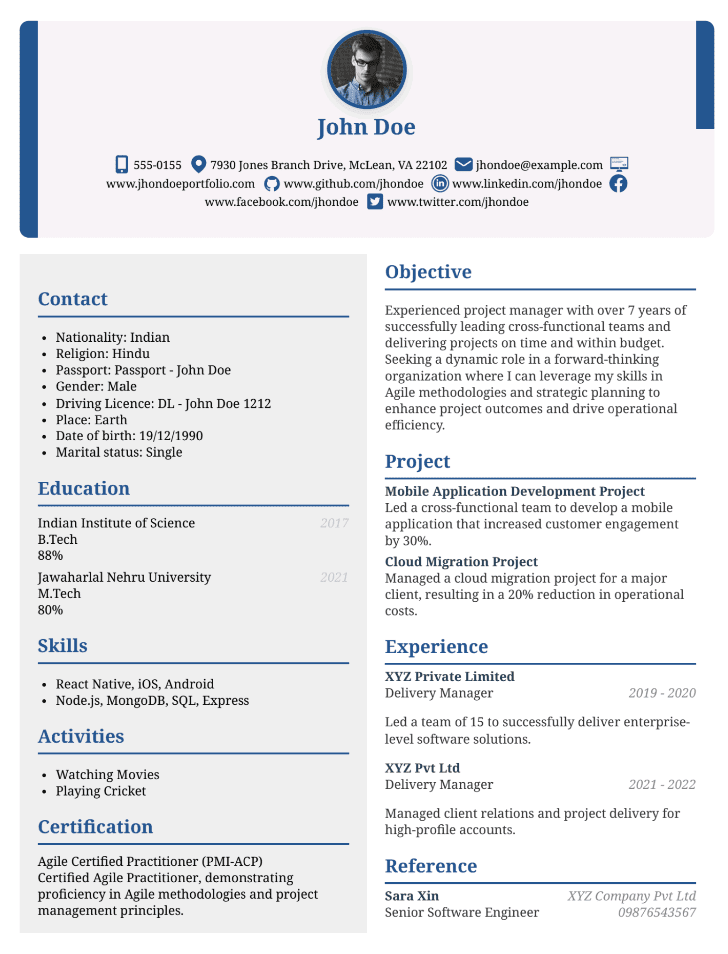 John Doe
555-0155 7930 Jones Branch Drive, McLean, VA 22102 jhondoe@example.com
www.jhondoeportfolio.com www.github.com/jhondoe www.linkedin.com/jhondoe
www.facebook.com/jhondoe www.twitter.com/jhondoe
Contact
• Nationality: Indian
• Religion: Hindu
• Passport: Passport - John Doe
• Gender: Male
• Driving Licence: DL - John Doe 1212
• Place: Earth
• Date of birth: 19/12/1990
• Marital status: Single
Education
Indian Institute of Science 2017
B.Tech
88%
Jawaharlal Nehru University 2021
M.Tech
80%
Skills
• React Native, iOS, Android
• Node.js, MongoDB, SQL, Express
Activities
• Watching Movies
• Playing Cricket
Certification
Agile Certified Practitioner (PMI-ACP)
Certified Agile Practitioner, demonstrating
proficiency in Agile methodologies and project
management principles.
Objective
Experienced project manager with over 7 years of
successfully leading cross-functional teams and
delivering projects on time and within budget.
Seeking a dynamic role in a forward-thinking
organization where I can leverage my skills in
Agile methodologies and strategic planning to
enhance project outcomes and drive operational
efficiency.
Project
Mobile Application Development Project
Led a cross-functional team to develop a mobile
application that increased customer engagement
by 30%.
Cloud Migration Project
Managed a cloud migration project for a major
client, resulting in a 20% reduction in operational
costs.
Experience
XYZ Private Limited
Delivery Manager 2019 - 2020
Led a team of 15 to successfully deliver enterprise-
level software solutions.
XYZ Pvt Ltd
Delivery Manager 2021 - 2022
Managed client relations and project delivery for
high-profile accounts.
Reference
Sara Xin XYZ Company Pvt Ltd
Senior Software Engineer 09876543567